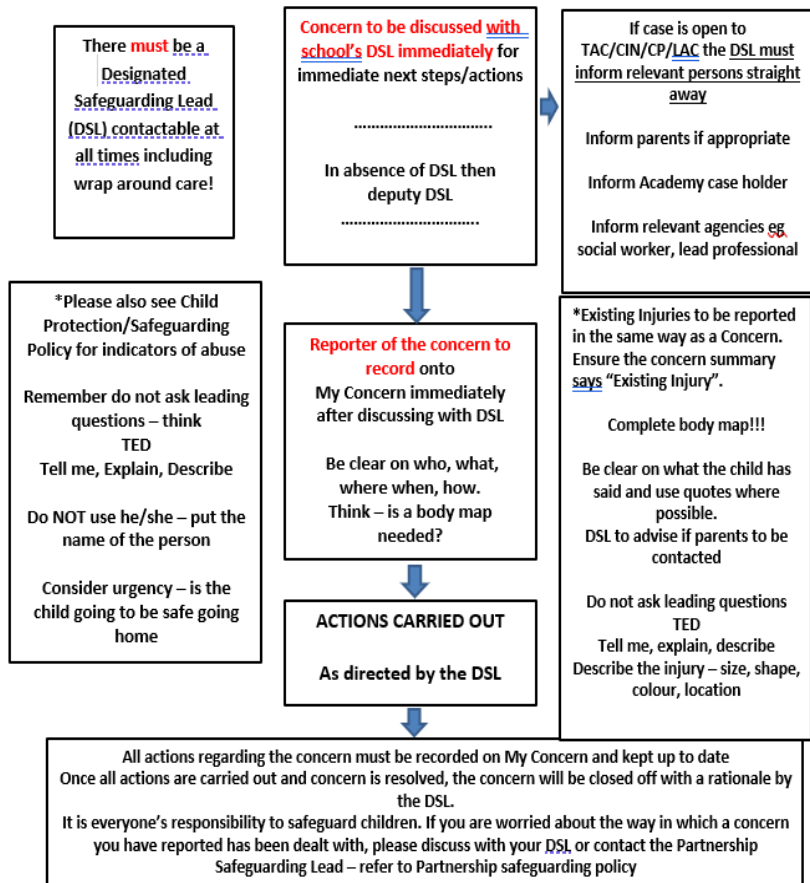 There must be a
Designated
Safeguarding Lead
(DSL) contactable at
all times including
wrap around care!
Concern to be discussed with
school's DSL immediately for
immediate next steps/actions
.................................
In absence of DSL then
deputy DSL
.................................
If case is open to
TAC/CIN/CP/LAC the DSL must
inform relevant persons straight
away
Inform parents if appropriate
Inform Academy case holder
Inform relevant agencies eg
social worker, lead professional
*Please also see Child
Protection/Safeguarding
Policy for indicators of abuse
Remember do not ask leading
questions – think
TED
Tell me, Explain, Describe
Do NOT use he/she – put the
name of the person
Consider urgency – is the
child going to be safe going
home
Reporter of the concern to
record onto
My Concern immediately
after discussing with DSL
Be clear on who, what,
where when, how.
Think – is a body map
needed?
*Existing Injuries to be reported
in the same way as a Concern.
Ensure the concern summary
says "Existing Injury".
Complete body map!!!
Be clear on what the child has
said and use quotes where
possible.
DSL to advise if parents to be
contacted
Do not ask leading questions
TED
Tell me, explain, describe
Describe the injury – size, shape,
colour, location
ACTIONS CARRIED OUT
As directed by the DSL
All actions regarding the concern must be recorded on My Concern and kept up to date
Once all actions are carried out and concern is resolved, the concern will be closed off with a rationale by
the DSL.
It is everyone's responsibility to safeguard children. If you are worried about the way in which a concern
you have reported has been dealt with, please discuss with your DSL or contact the Partnership
Safeguarding Lead – refer to Partnership safeguarding policy